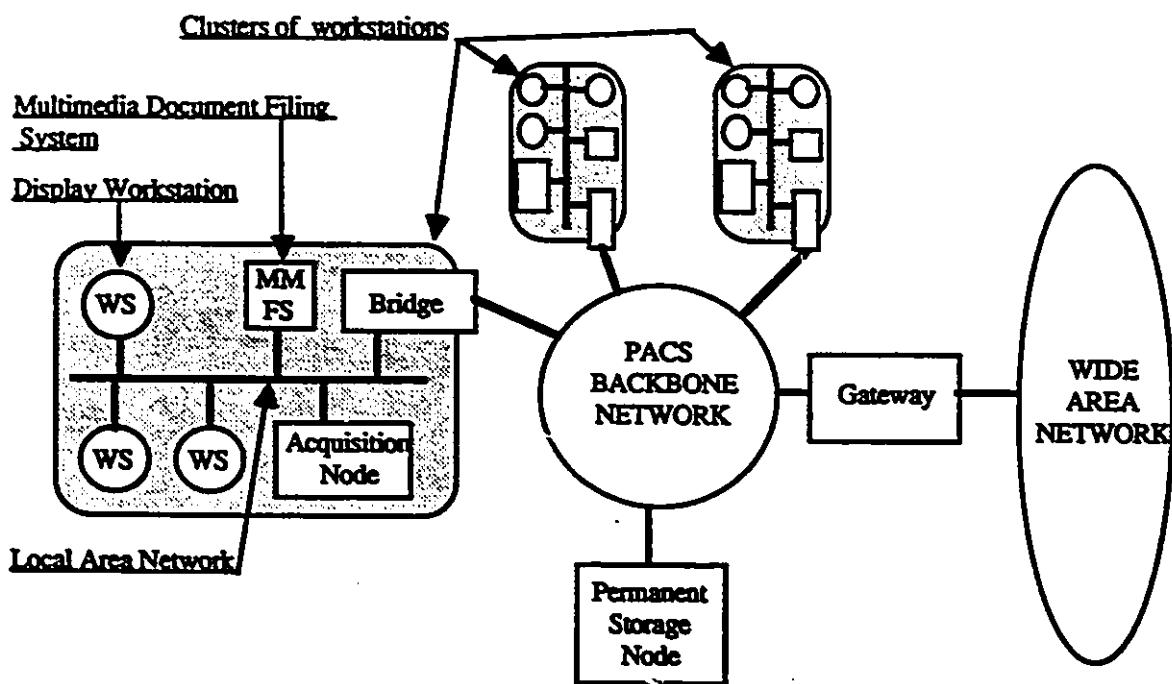 Clusters of workstations
Multimedia Document Filing
System
Display Workstation
WS
MM
FS
Bridge
WS
WS
Acquisition
Node
Local Area Network
PACS
BACKBONE
NETWORK
Gateway
WIDE
AREA
NETWORK
Permanent
Storage
Node